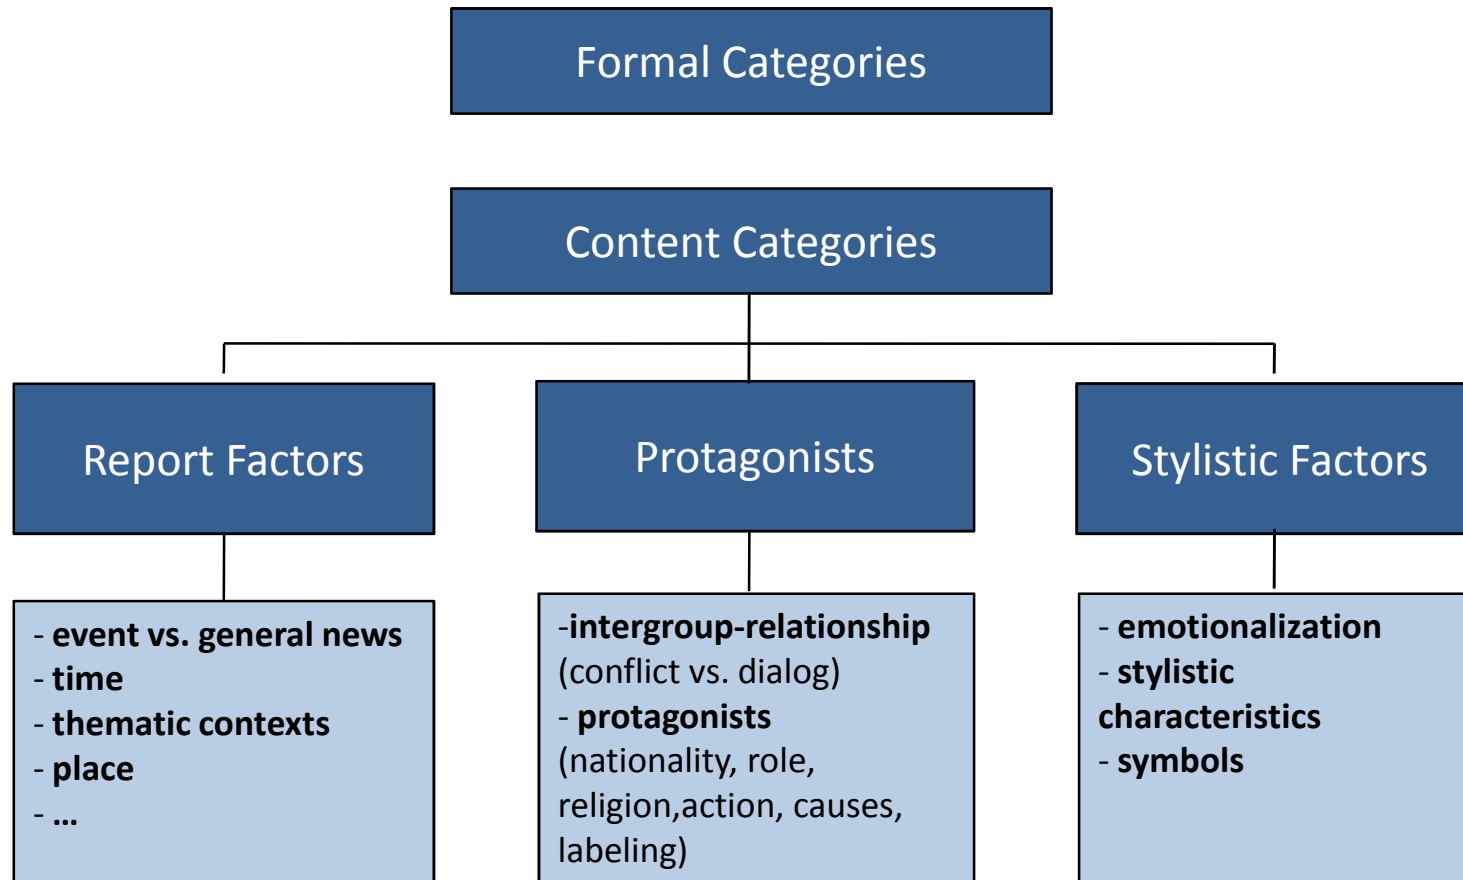 Formal Categories
Content Categories
Report Factors
Protagonists
Stylistic Factors
- event vs. general news
- time
- thematic contexts
- place
- ...
-intergroup-relationship
(conflict vs. dialog)
- protagonists
(nationality, role,
religion,action, causes,
labeling)
- emotionalization
- stylistic
characteristics
- symbols